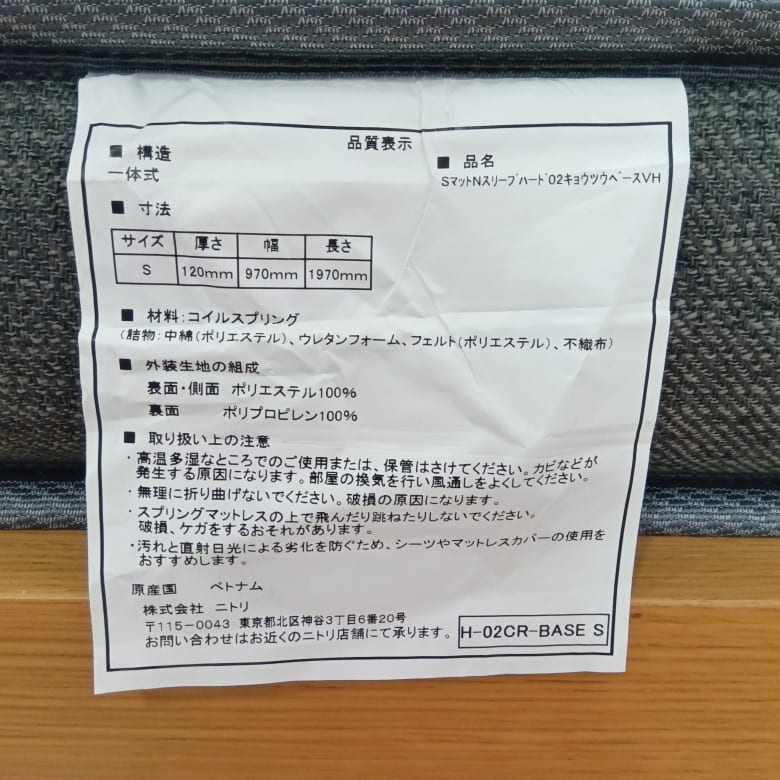 品質表示
■ 構造
一体式
■ 品名
SマットNスリープハード02キョウツウベースVH
■ 寸法
サイズ 厚さ 幅 長さ
S 120mm 970mm 1970mm
■ 材料:コイルスプリング
(詰物:中綿(ポリエステル)、ウレタンフォーム、フェルト(ポリエステル)、不織布)
■ 外装生地の組成
表面・側面 ポリエステル100%
裏面 ポリプロピレン100%
■ 取り扱い上の注意
・高温多湿なところでのご使用または、保管はさけてください。カビなどが
発生する原因になります。部屋の換気を行い風通しをよくしてください。
・無理に折り曲げないでください。破損の原因になります。
・スプリングマットレスの上で飛んだり跳ねたりしないでください。
破損、ケガをするおそれがあります。
・汚れと直射日光による劣化を防ぐため、シーツやマットレスカバーの使用を
おすすめします。
原産国 ベトナム
株式会社 ニトリ
〒115-0043 東京都北区神谷3丁目6番20号
お問い合わせはお近くのニトリ店舗にて承ります。
H-02CR-BASE S